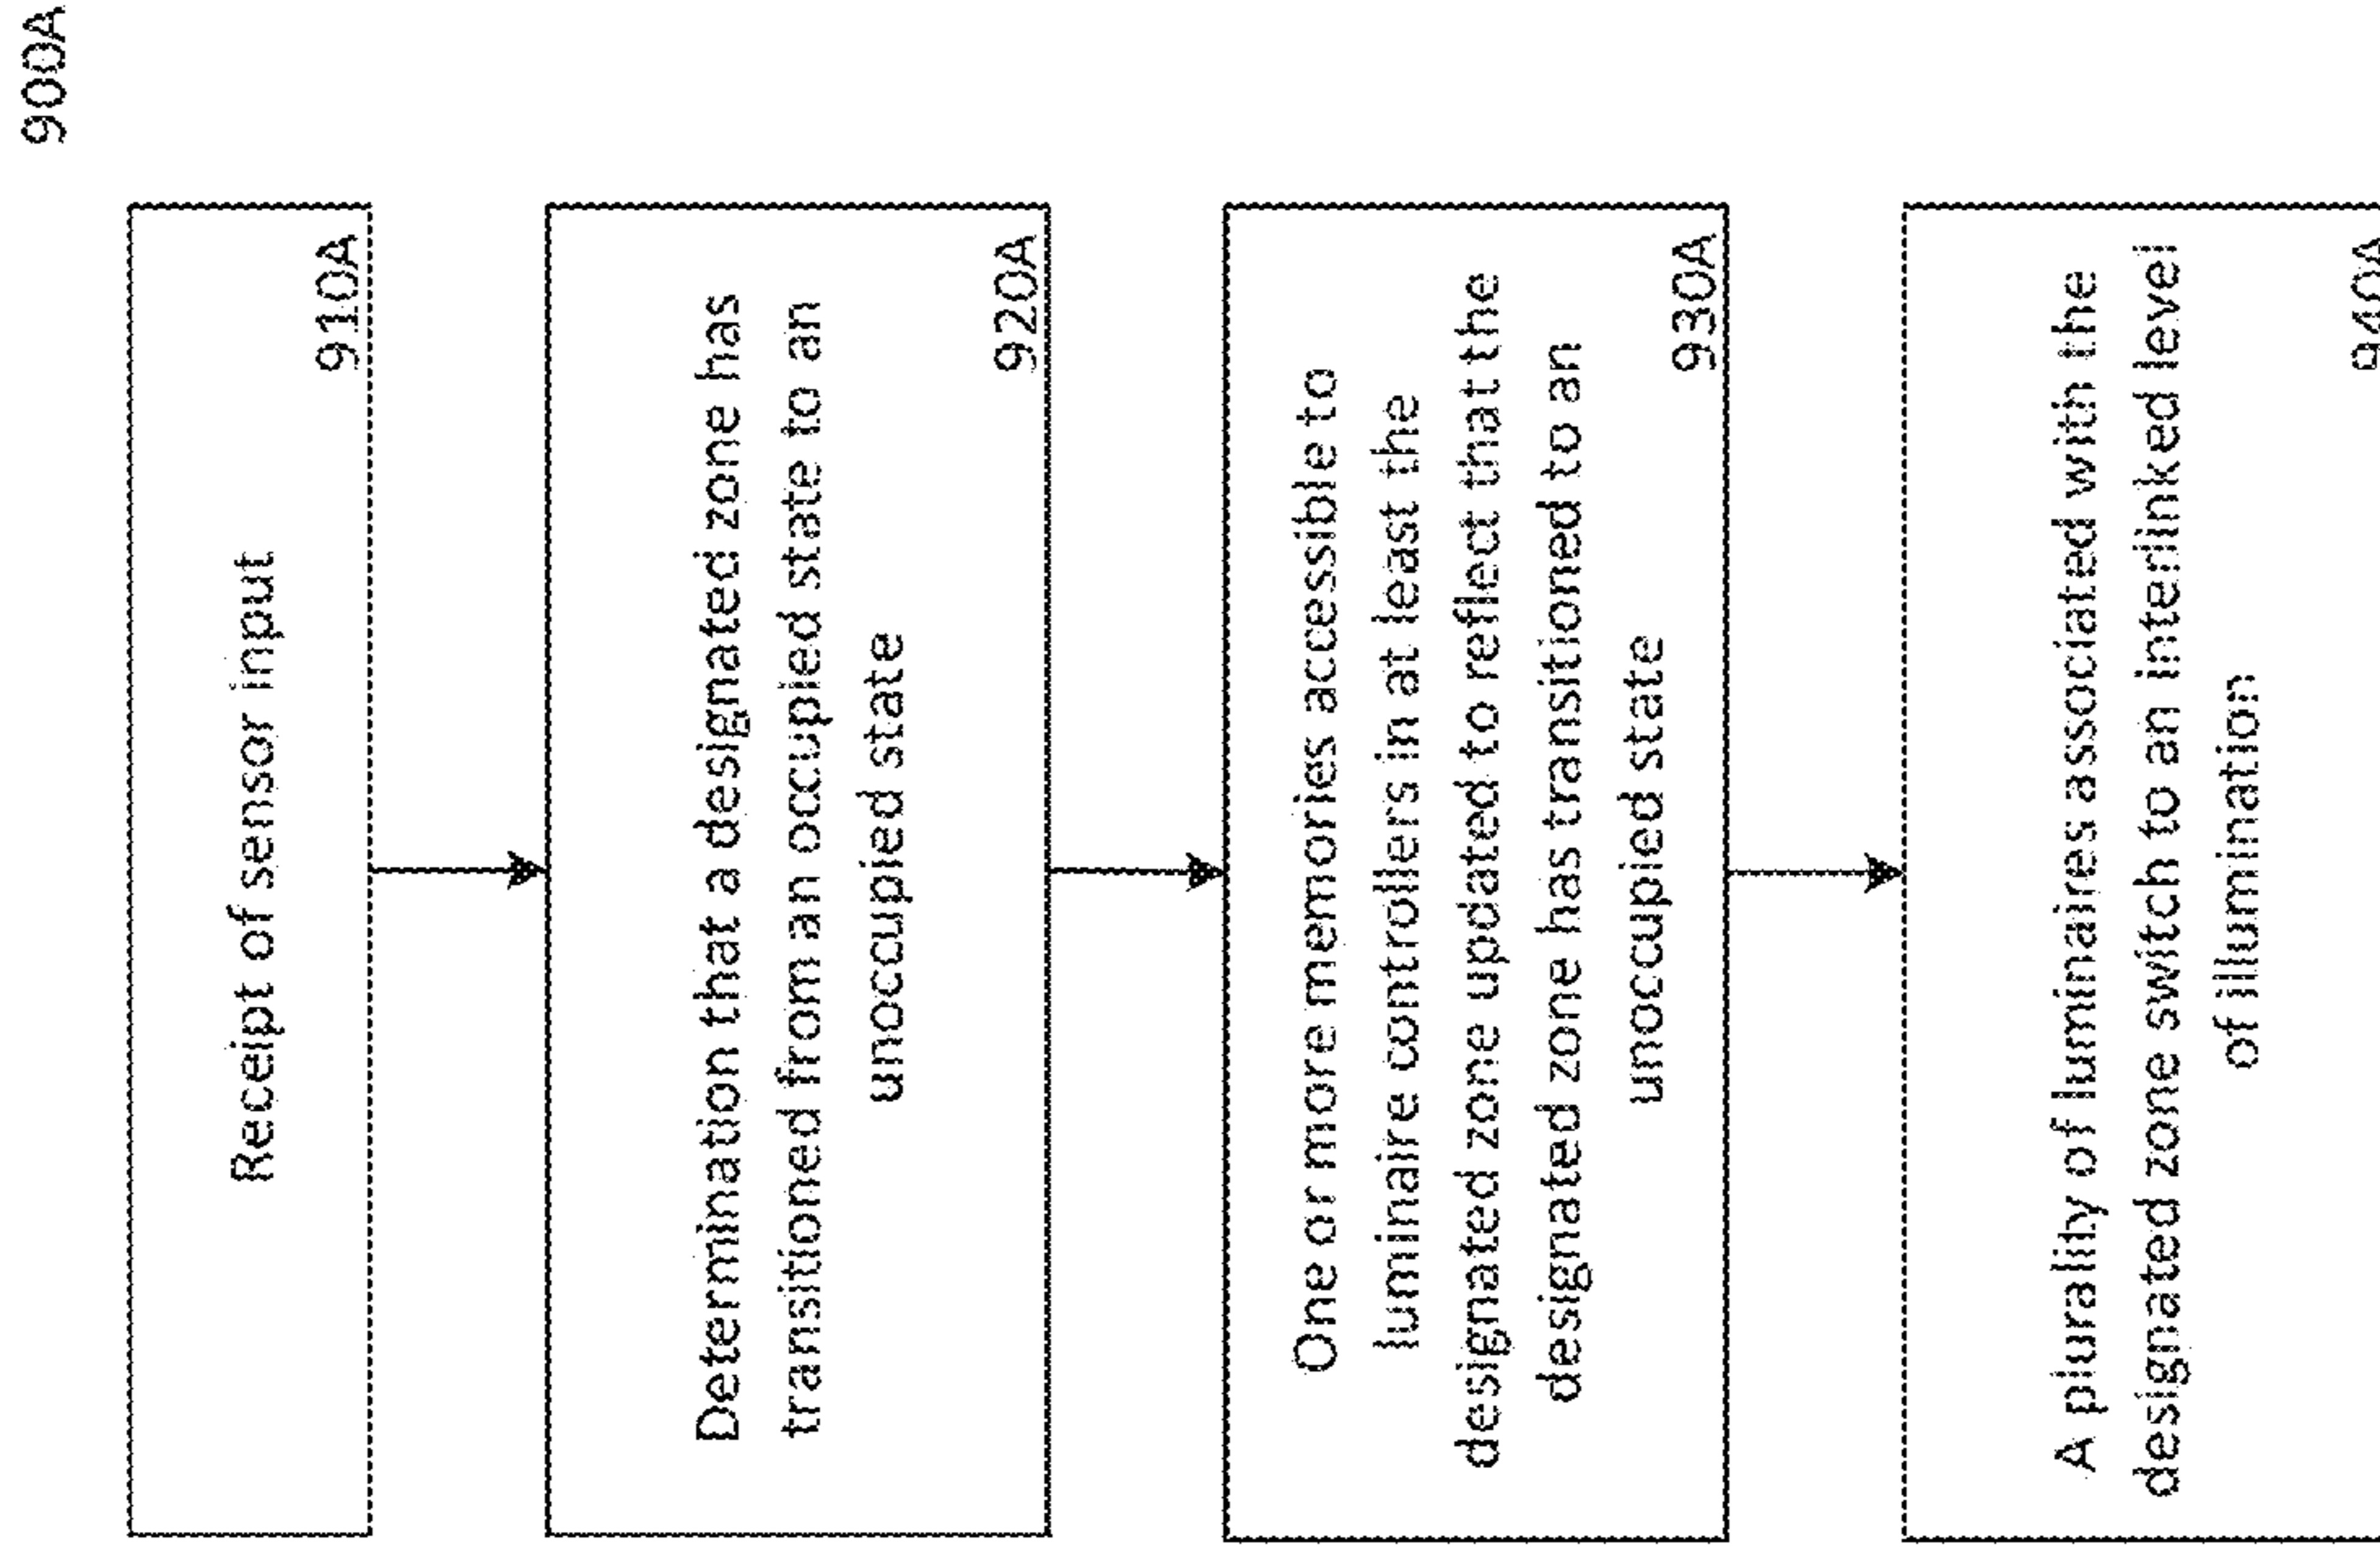 900A
Receipt of sensor input
910A
Determination that a designated zone has
transitioned from an occupied state to an
unoccupied state
920A
One or more memories accessible to
luminaire controllers in at least the
designated zone updated to reflect that the
designated zone has transitioned to an
unoccupied state
930A
A plurality of luminaires associated with the
designated zone switch to an interlinked level
of illumination
940A